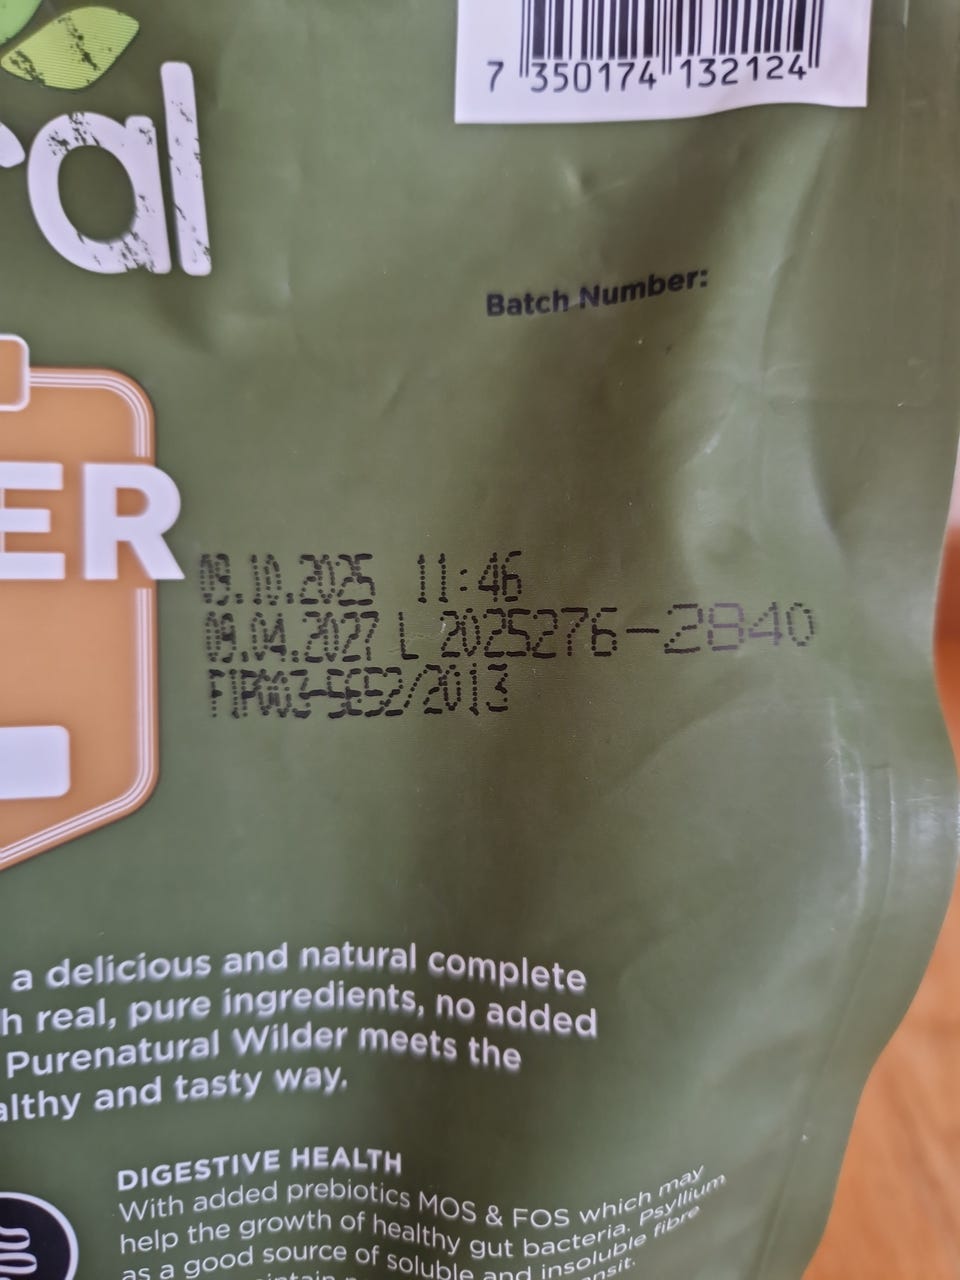 7 350174 132124
ral
Batch Number:
ER
09.10.2025 11:46
09.04.2027 L 2025276-2840
a delicious and natural complete
h real, pure ingredients, no added
Purenatural Wilder meets the
althy and tasty way.
DIGESTIVE HEALTH
With added prebiotics MOS & FOS which may
help the growth of healthy gut bacteria. Psyllium
as a good source of soluble and insoluble fibre